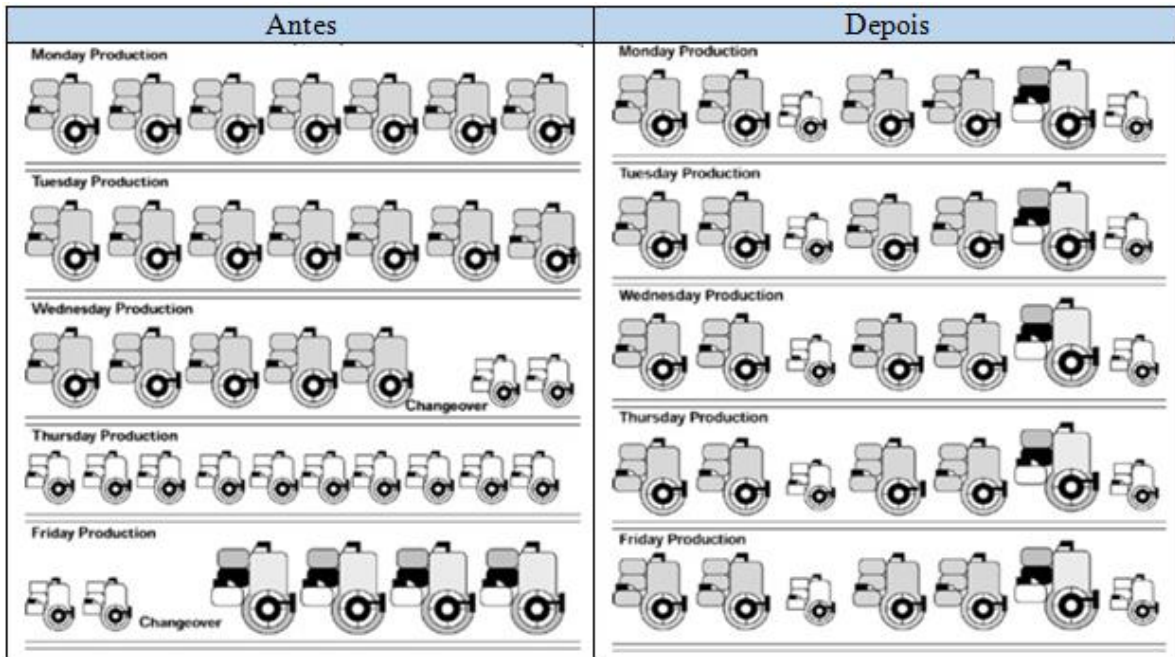 Antes
Monday Production
Tuesday Production
Wednesday Production
Changeover
Thursday Production
Friday Production
Changeover
Depois
Monday Production
Tuesday Production
Wednesday Production
Thursday Production
Friday Production